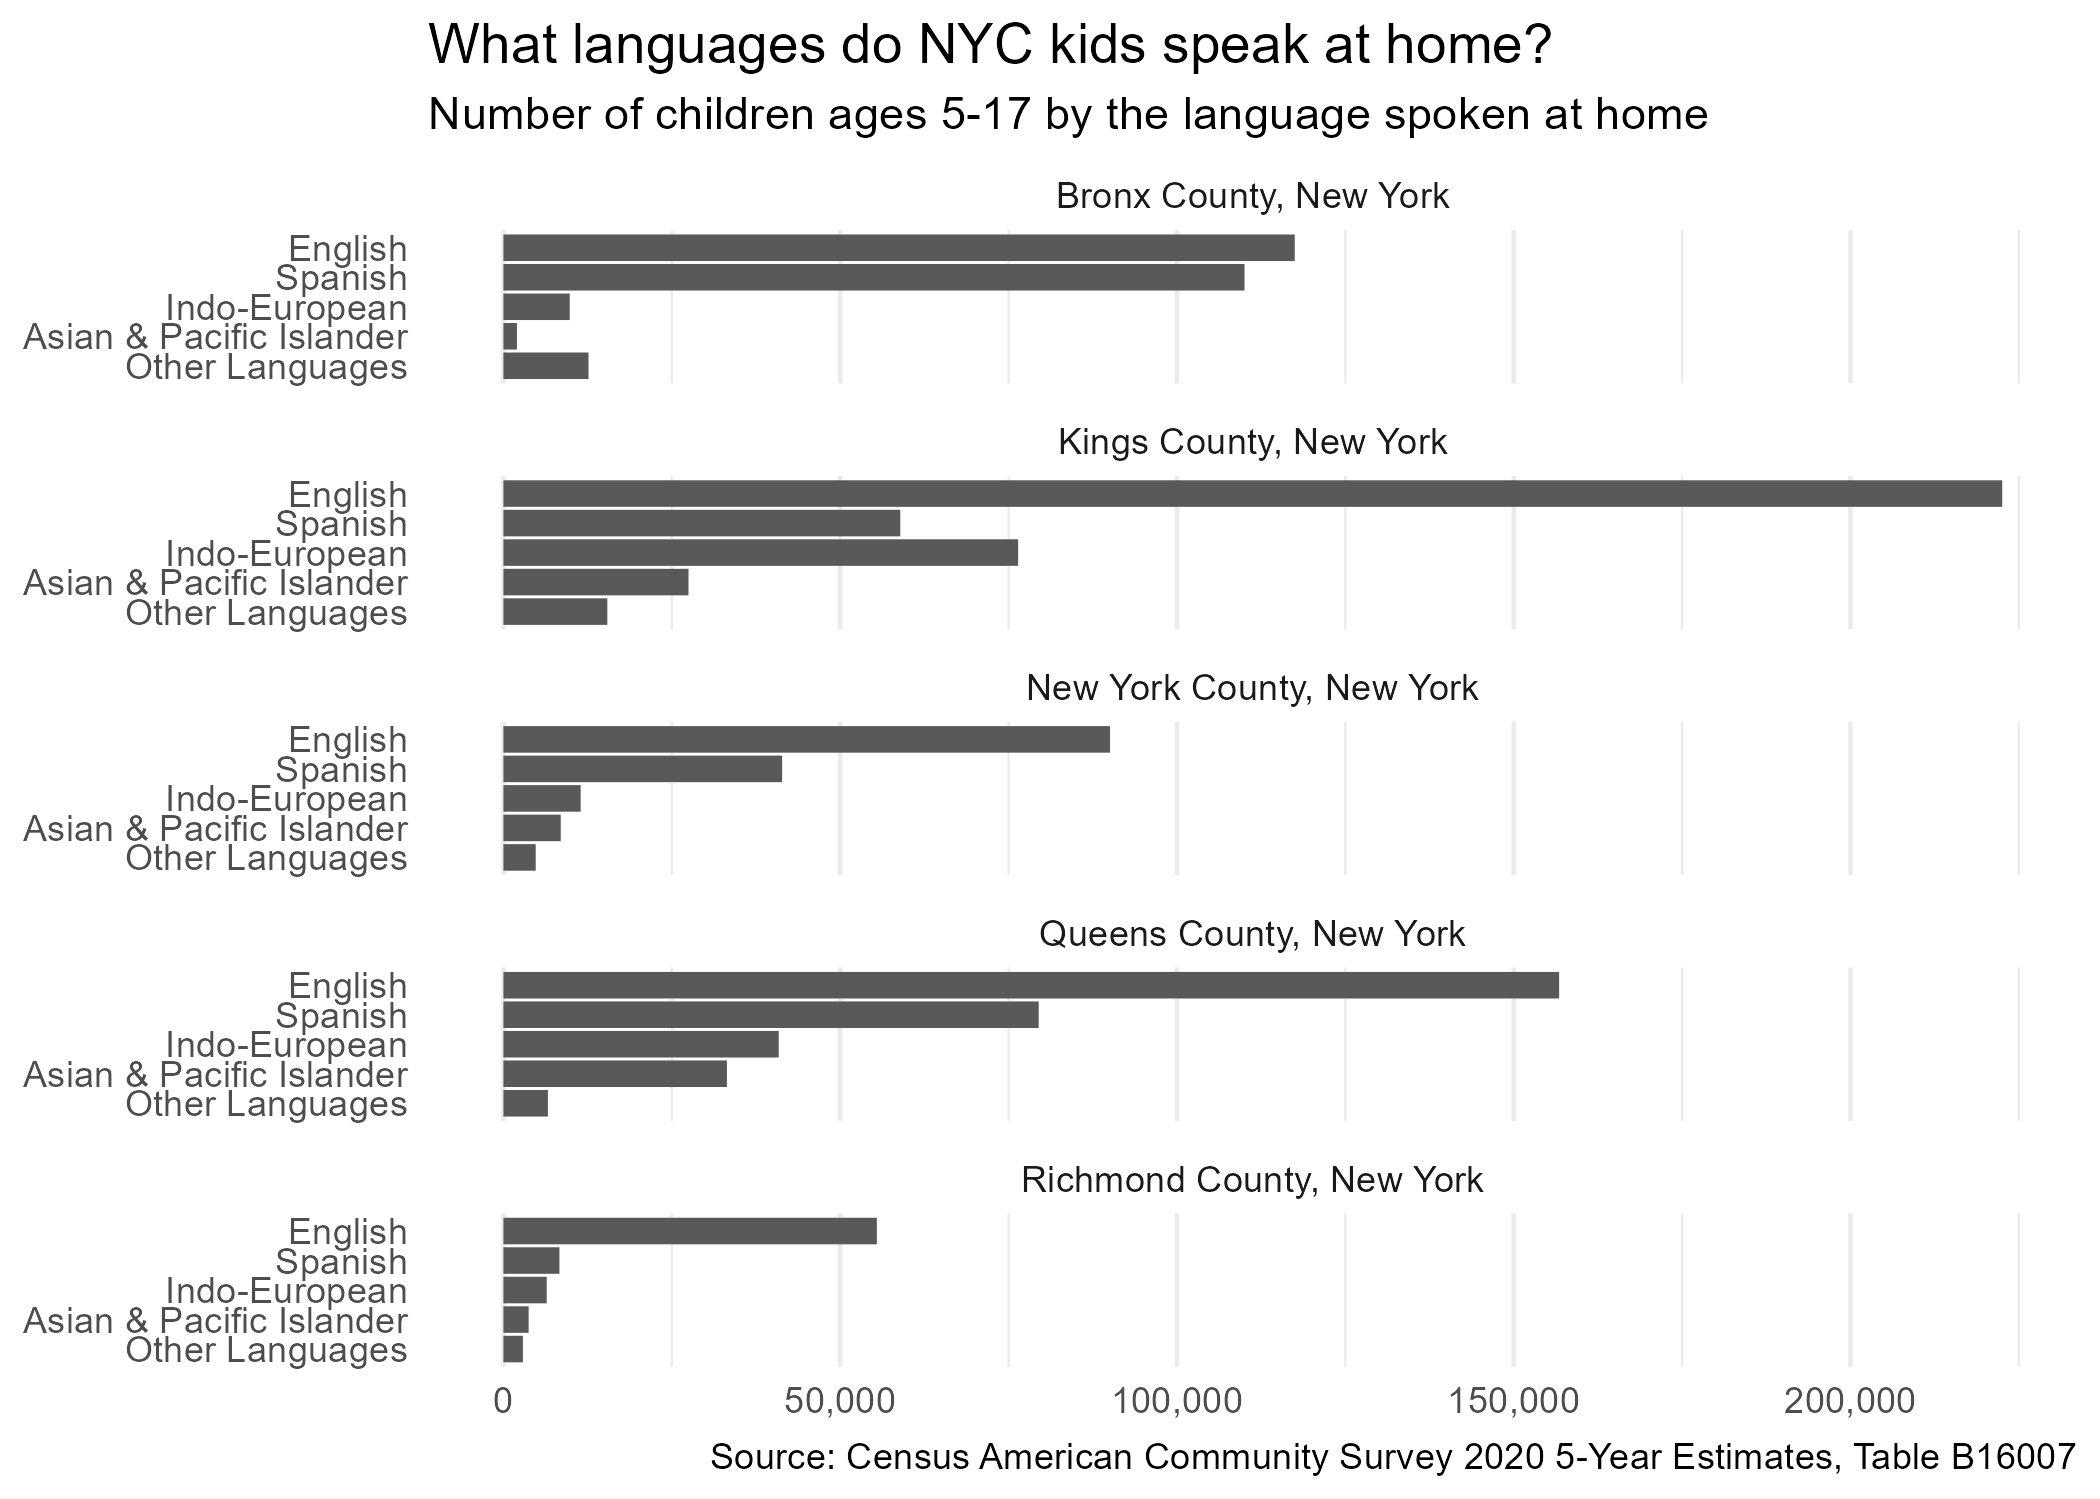 What languages do NYC kids speak at home?
Number of children ages 5-17 by the language spoken at home
Bronx County, New York
English
Spanish
Indo-European
Asian & Pacific Islander
Other Languages
Kings County, New York
English
Spanish
Indo-European
Asian & Pacific Islander
Other Languages
New York County, New York
English
Spanish
Indo-European
Asian & Pacific Islander
Other Languages
Queens County, New York
English
Spanish
Indo-European
Asian & Pacific Islander
Other Languages
Richmond County, New York
English
Spanish
Indo-European
Asian & Pacific Islander
Other Languages
0 50,000 100,000 150,000 200,000
Source: Census American Community Survey 2020 5-Year Estimates, Table B16007